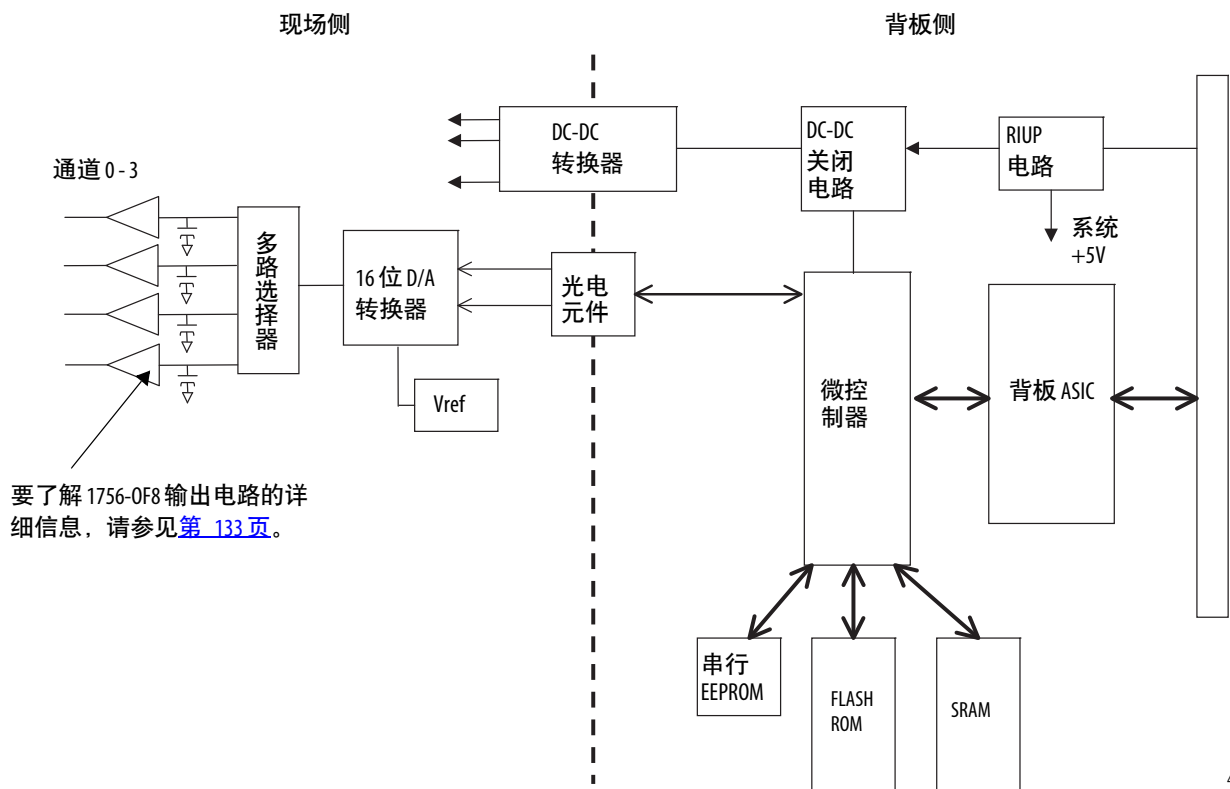 现场侧
背板侧
DC-DC
转换器
DC-DC
关闭
电路
RIUP
电路
系统
+5V
通道 0 - 3
多路选择器
16 位 D/A
转换器
光电
元件
Vref
微控
制器
背板 ASIC
要了解 1756-OF8 输出电路的详
细信息，请参见第 133 页。
串行
EEPROM
FLASH
ROM
SRAM
4